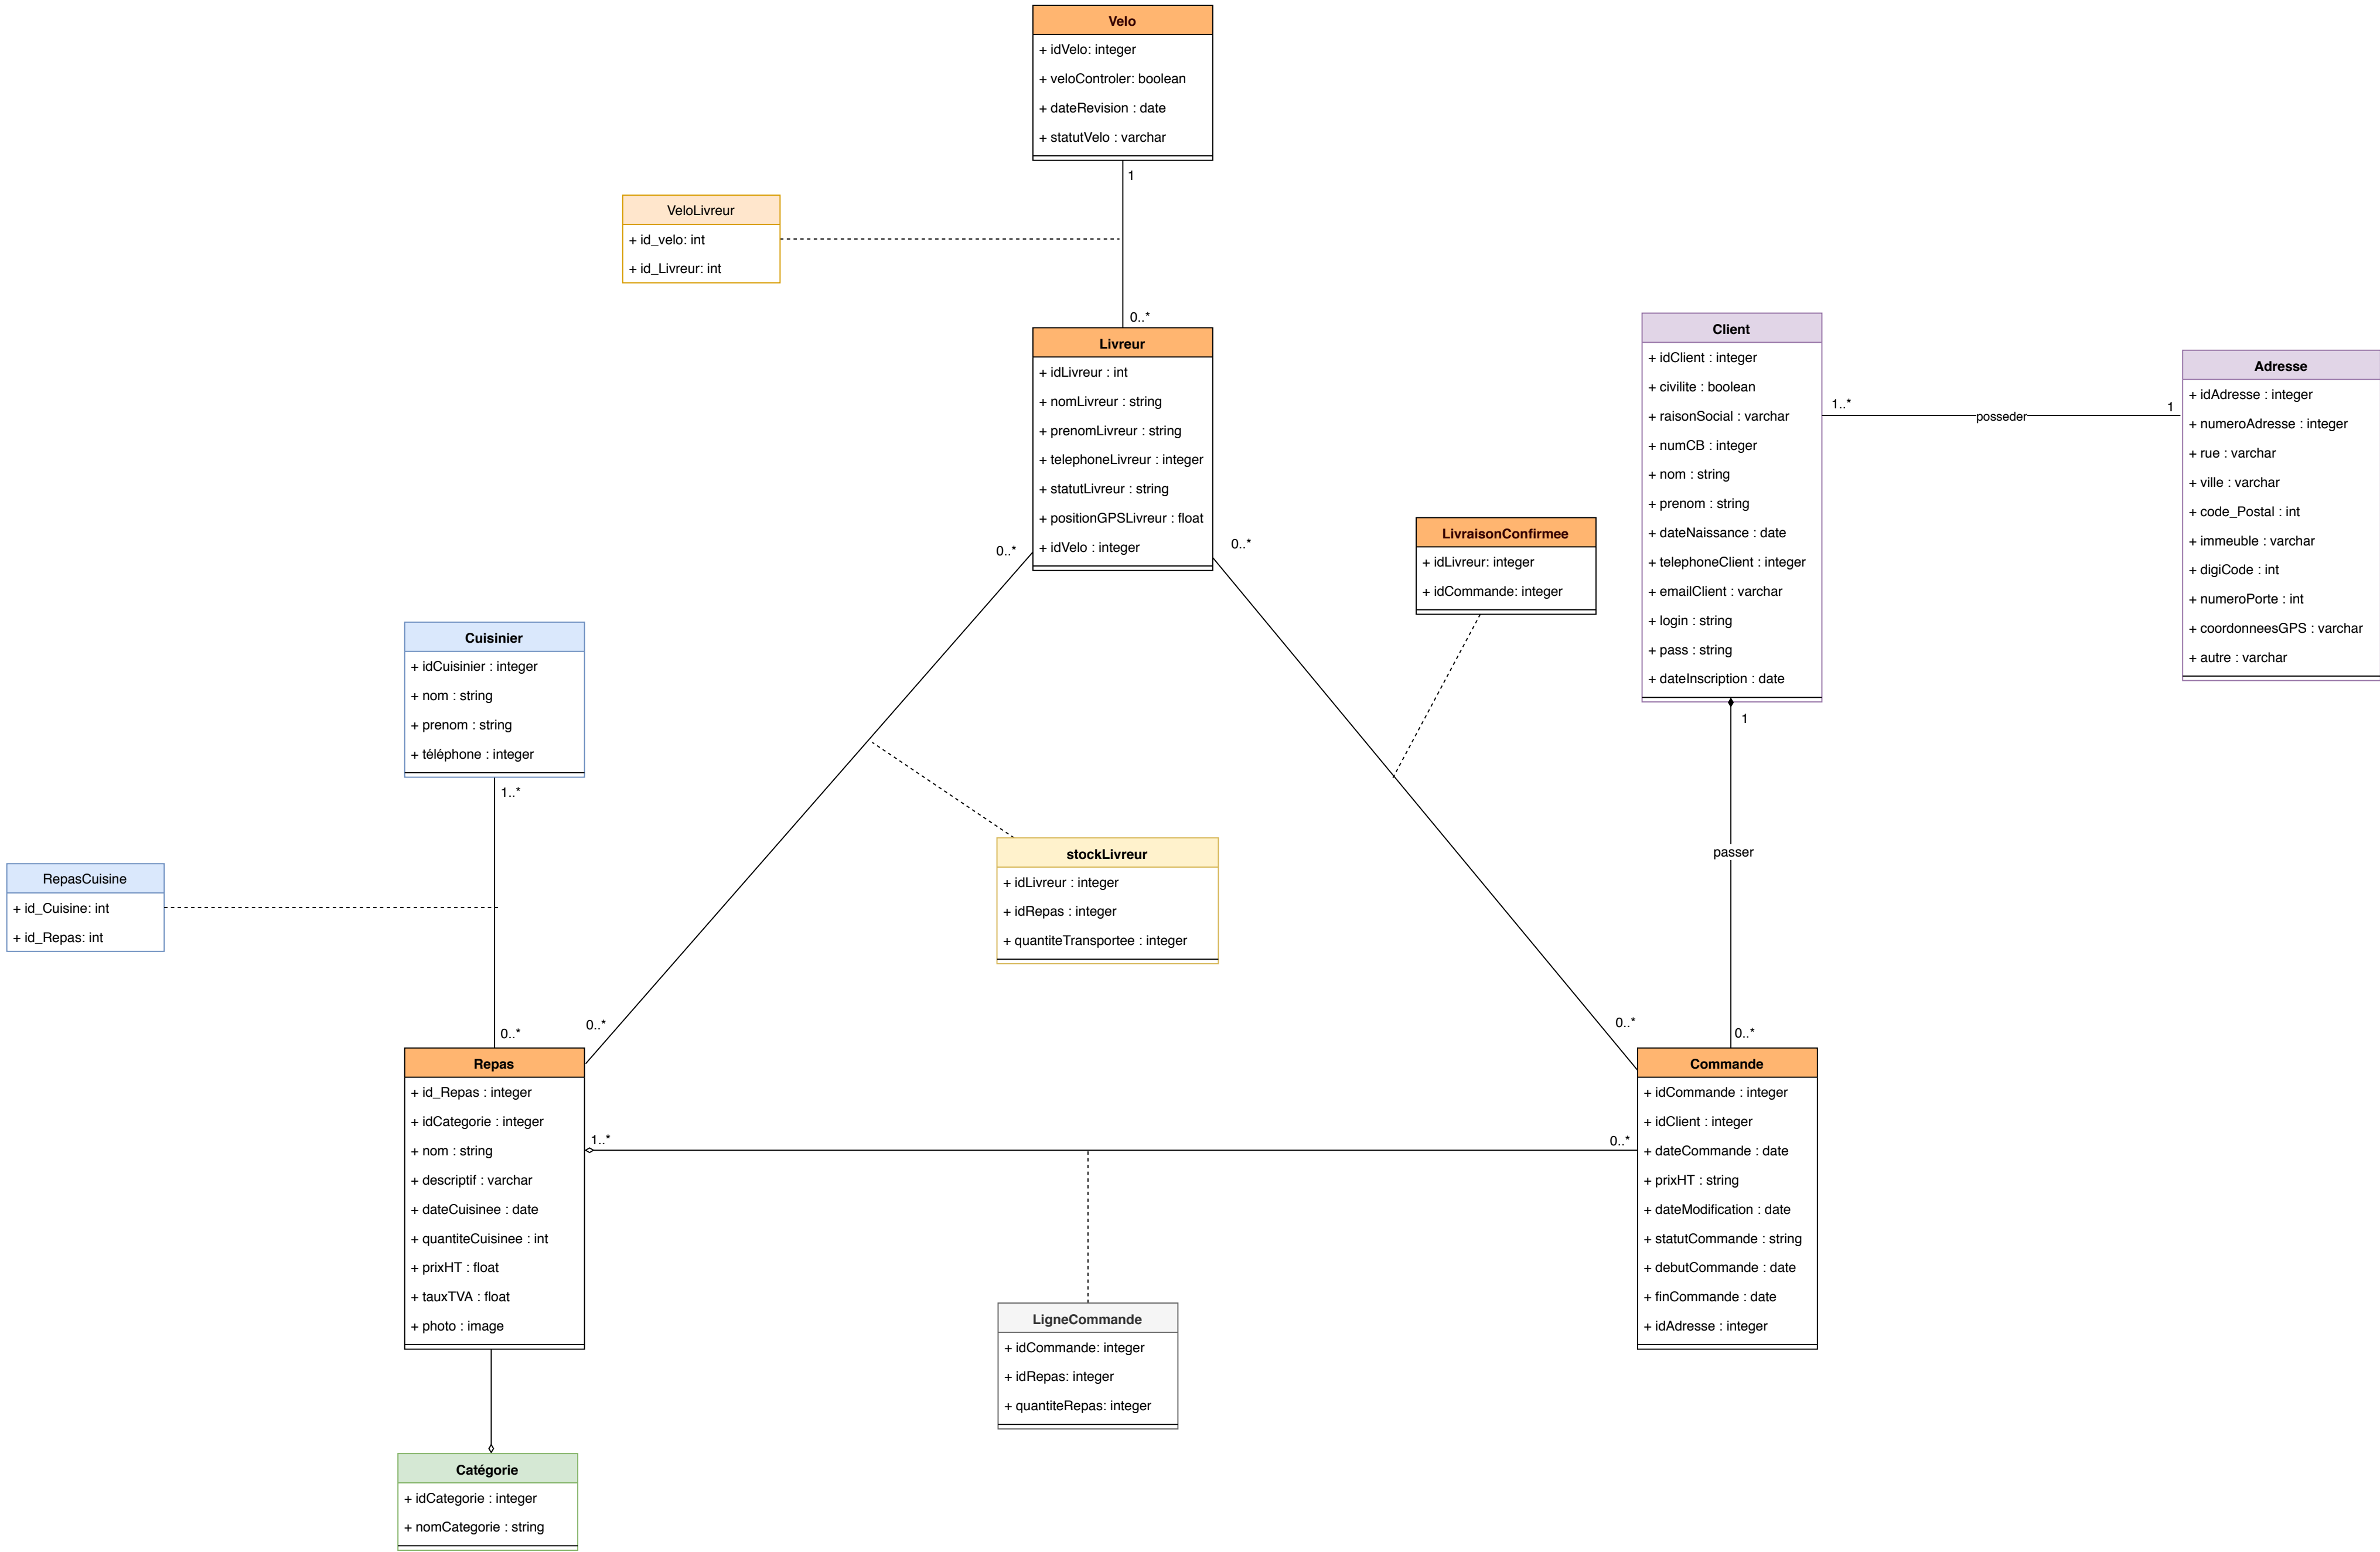 Velo
+ idVelo: integer
+ veloControler: boolean
+ dateRevision : date
+ statutVelo : varchar
1
VeloLivreur
+ id_velo: int
+ id_Livreur: int
0..*
Livreur
+ idLivreur : int
+ nomLivreur : string
+ prenomLivreur : string
+ telephoneLivreur : integer
+ statutLivreur : string
+ positionGPSLivreur : float
+ idVelo : integer
0..*
0..*
Client
+ idClient : integer
+ civilite : boolean
+ raisonSocial : varchar
+ numCB : integer
+ nom : string
+ prenom : string
+ dateNaissance : date
+ telephoneClient : integer
+ emailClient : varchar
+ login : string
+ pass : string
+ dateInscription : date
1..*
posseder
1
Adresse
+ idAdresse : integer
+ numeroAdresse : integer
+ rue : varchar
+ ville : varchar
+ code_Postal : int
+ immeuble : varchar
+ digiCode : int
+ numeroPorte : int
+ coordonneesGPS : varchar
+ autre : varchar
LivraisonConfirmee
+ idLivreur: integer
+ idCommande: integer
Cuisinier
+ idCuisinier : integer
+ nom : string
+ prenom : string
+ téléphone : integer
1..*
1
passer
stockLivreur
+ idLivreur : integer
+ idRepas : integer
+ quantiteTransportee : integer
RepasCuisine
+ id_Cuisine: int
+ id_Repas: int
0..*
0..*
0..*
0..*
Repas
+ id_Repas : integer
+ idCategorie : integer
+ nom : string
+ descriptif : varchar
+ dateCuisinee : date
+ quantiteCuisinee : int
+ prixHT : float
+ tauxTVA : float
+ photo : image
1..*
0..*
Commande
+ idCommande : integer
+ idClient : integer
+ dateCommande : date
+ prixHT : string
+ dateModification : date
+ statutCommande : string
+ debutCommande : date
+ finCommande : date
+ idAdresse : integer
LigneCommande
+ idCommande: integer
+ idRepas: integer
+ quantiteRepas: integer
Catégorie
+ idCategorie : integer
+ nomCategorie : string